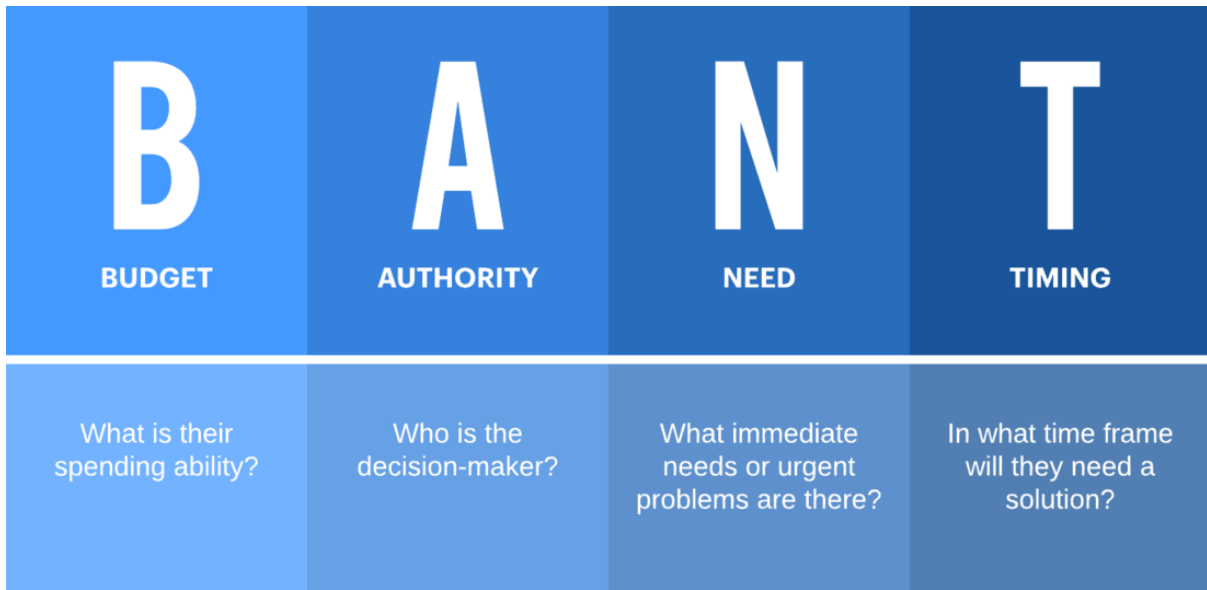 B
BUDGET
What is their
spending ability?
A
AUTHORITY
Who is the
decision-maker?
N
NEED
What immediate
needs or urgent
problems are there?
T
TIMING
In what time frame
will they need a
solution?